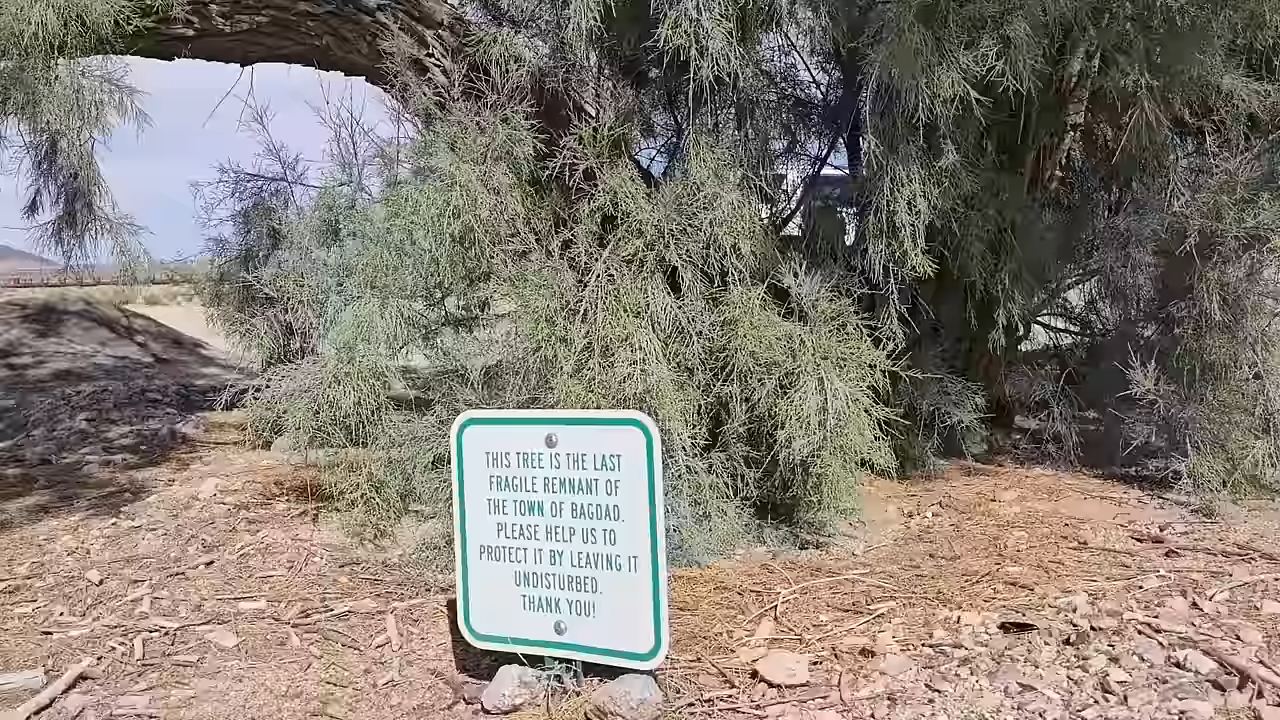 THIS TREE IS THE LAST
FRAGILE REMNANT OF
THE TOWN OF BAGDAD.
PLEASE HELP US TO
PROTECT IT BY LEAVING IT
UNDISTURBED.
THANK YOU!